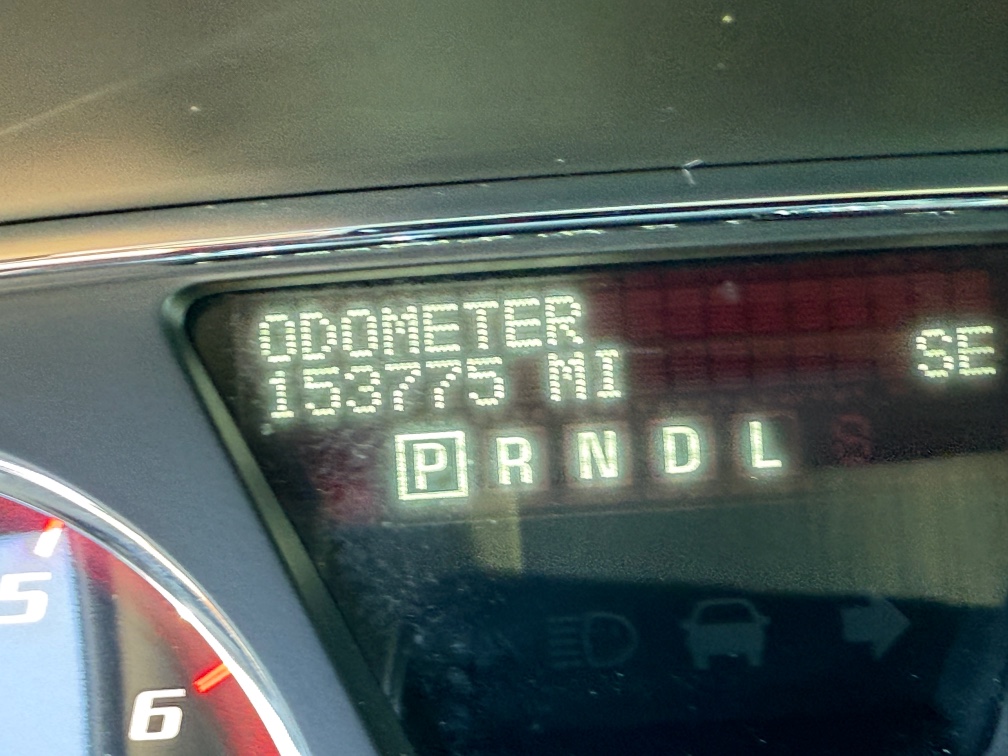 ODOMETER
153775 MI SE
P R N D L
5
6